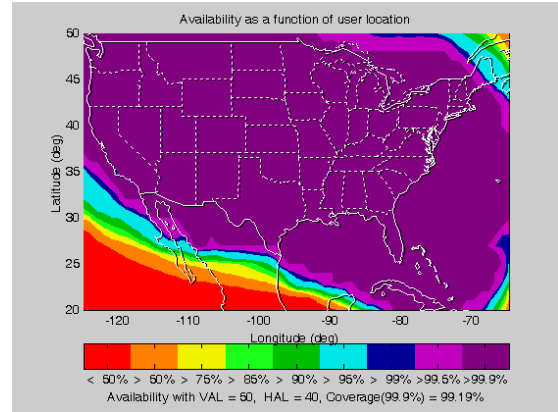 Availability as a function of user location
50
45
40
35
30
25
20
Latitude (deg)
-120 -110 -100 -90 -80 -70
Longitude (deg)
< 50% > 50% > 75% > 85% > 90% > 95% > 99% >99.5% >99.9%
Availability with VAL = 50, HAL = 40, Coverage(99.9%) = 99.19%